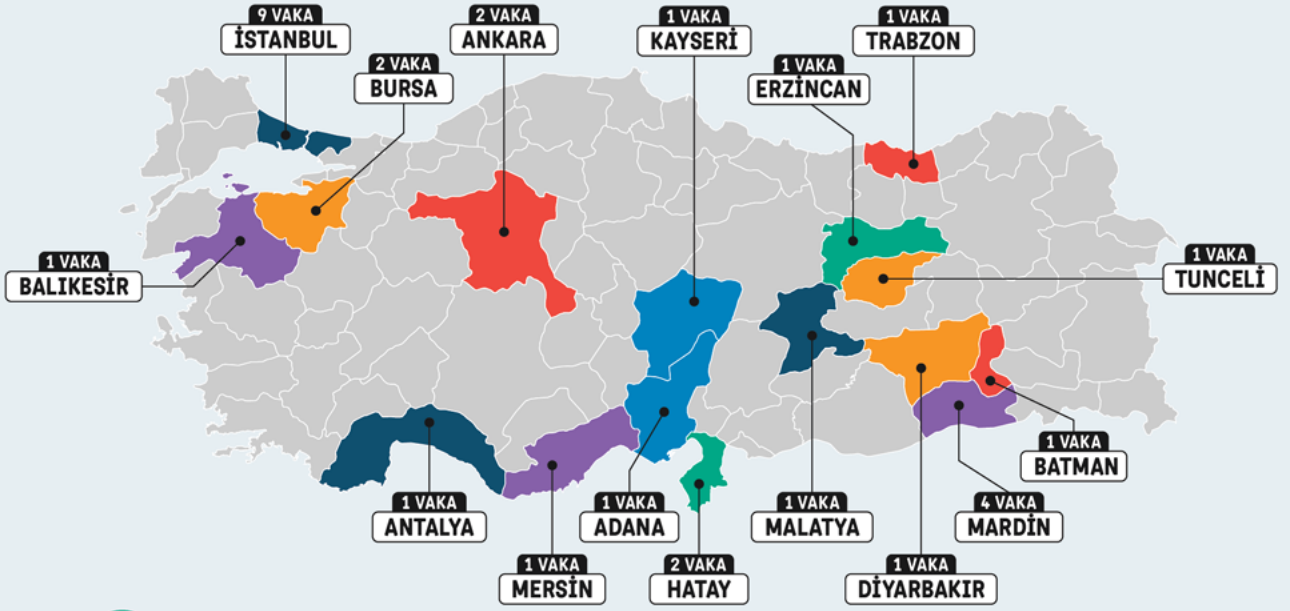 9 VAKA
İSTANBUL
2 VAKA
ANKARA
1 VAKA
KAYSERİ
1 VAKA
TRABZON
2 VAKA
BURSA
1 VAKA
ERZİNCAN
1 VAKA
BALIKESİR
1 VAKA
TUNCELİ
1 VAKA
BATMAN
1 VAKA
ANTALYA
1 VAKA
ADANA
1 VAKA
MALATYA
4 VAKA
MARDİN
1 VAKA
MERSİN
2 VAKA
HATAY
1 VAKA
DİYARBAKIR